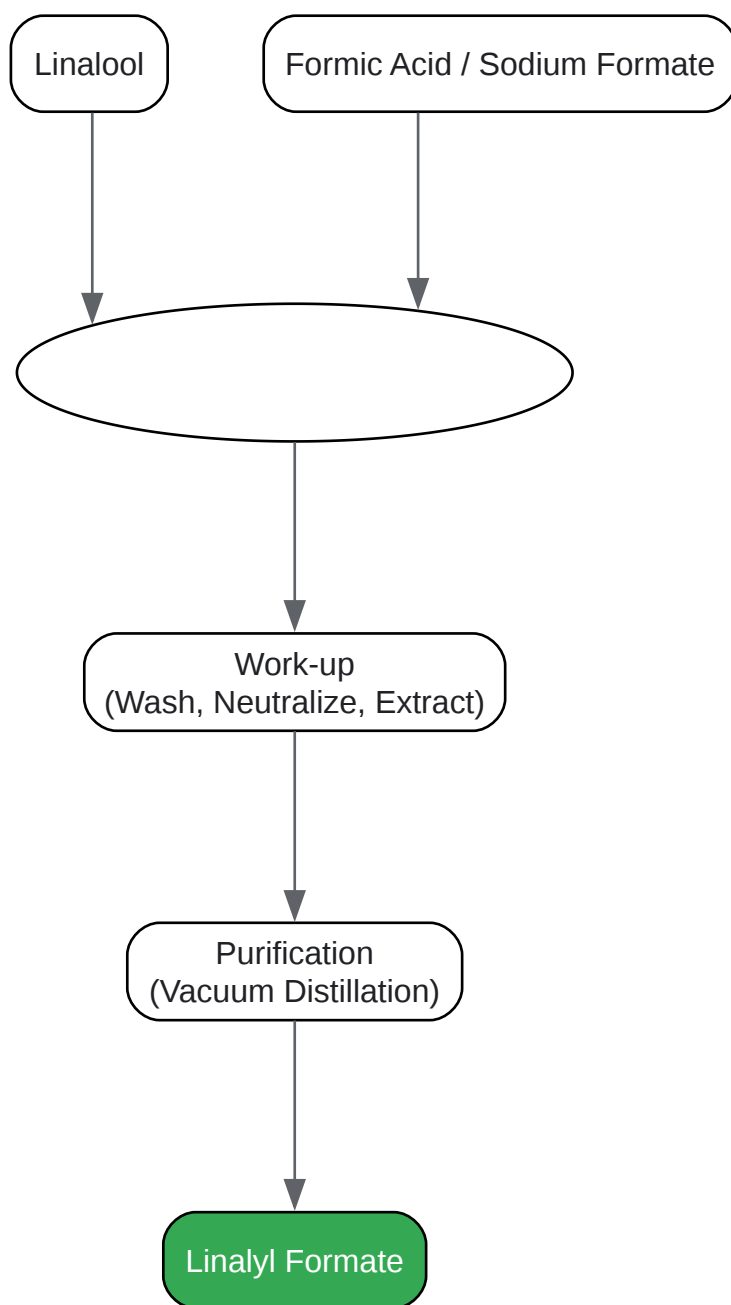 Linalool
Formic Acid / Sodium Formate
Work-up
(Wash, Neutralize, Extract)
Purification
(Vacuum Distillation)
Linalyl Formate